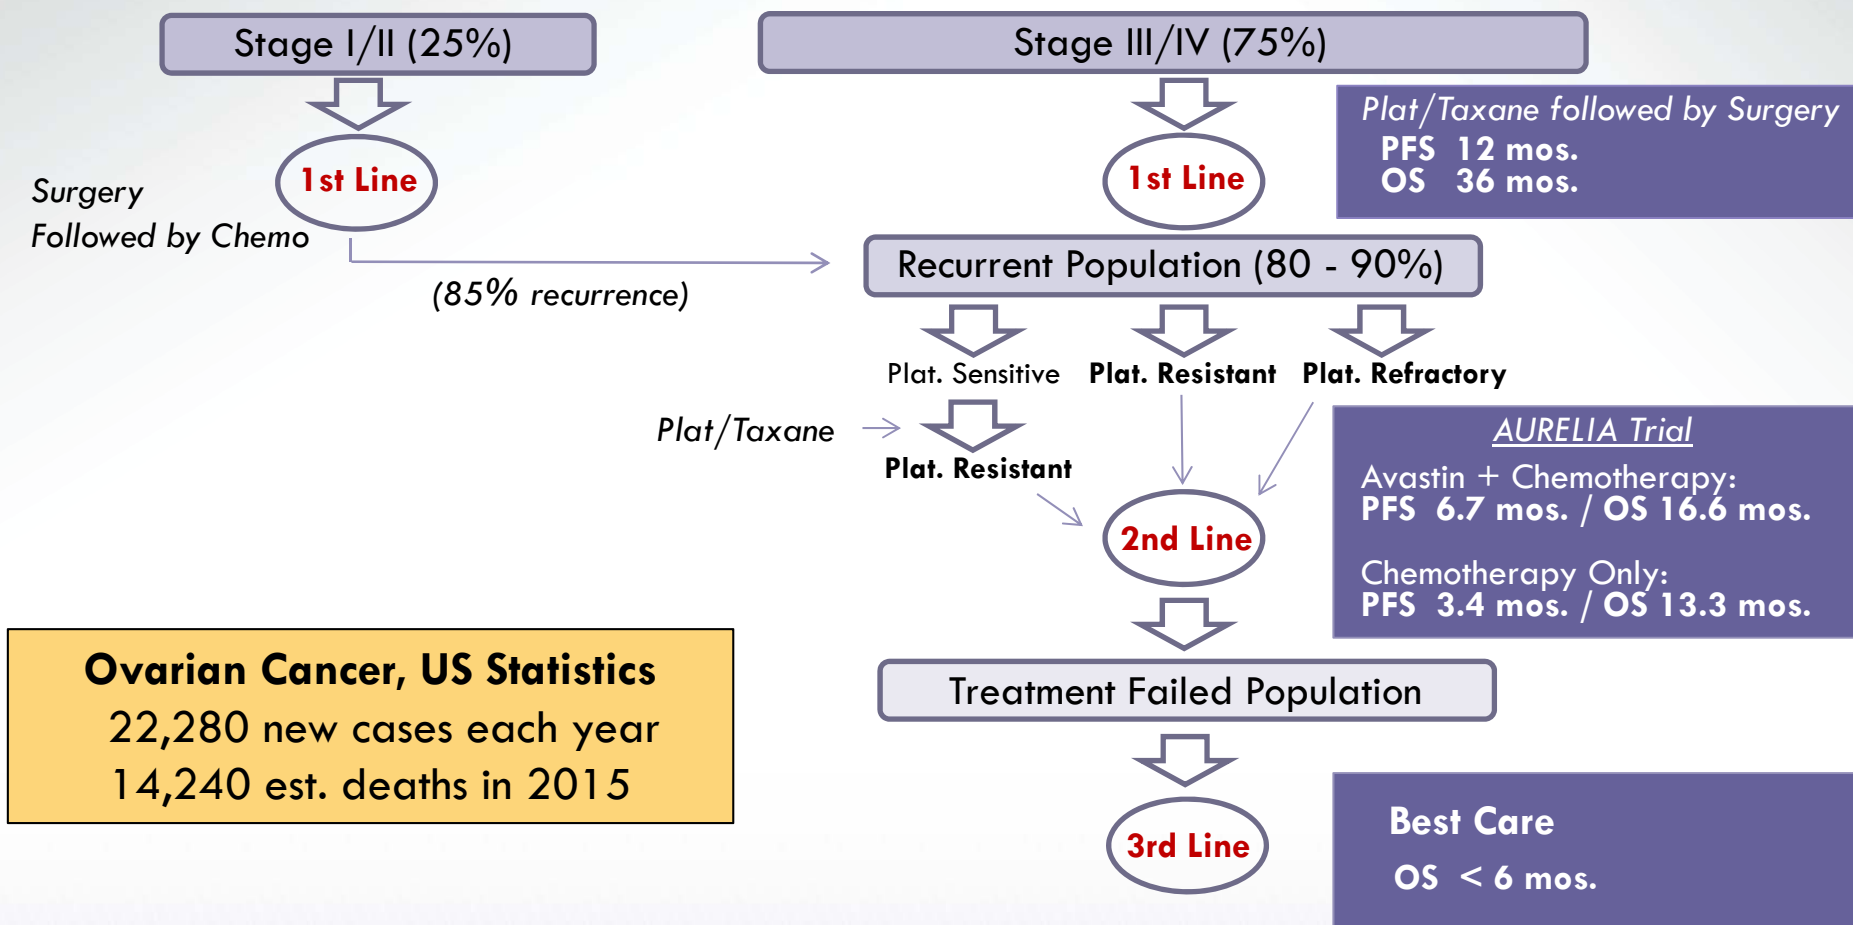 Stage I/II (25%)
Stage III/IV (75%)
Plat/Taxane followed by Surgery
PFS 12 mos.
OS 36 mos.
1st Line
1st Line
Surgery
Followed by Chemo
(85% recurrence)
Recurrent Population (80 - 90%)
Plat. Sensitive
Plat. Resistant
Plat. Refractory
Plat/Taxane
Plat. Resistant
AURELIA Trial
Avastin + Chemotherapy:
PFS 6.7 mos. / OS 16.6 mos.
Chemotherapy Only:
PFS 3.4 mos. / OS 13.3 mos.
2nd Line
Ovarian Cancer, US Statistics
22,280 new cases each year
14,240 est. deaths in 2015
Treatment Failed Population
3rd Line
Best Care
OS < 6 mos.